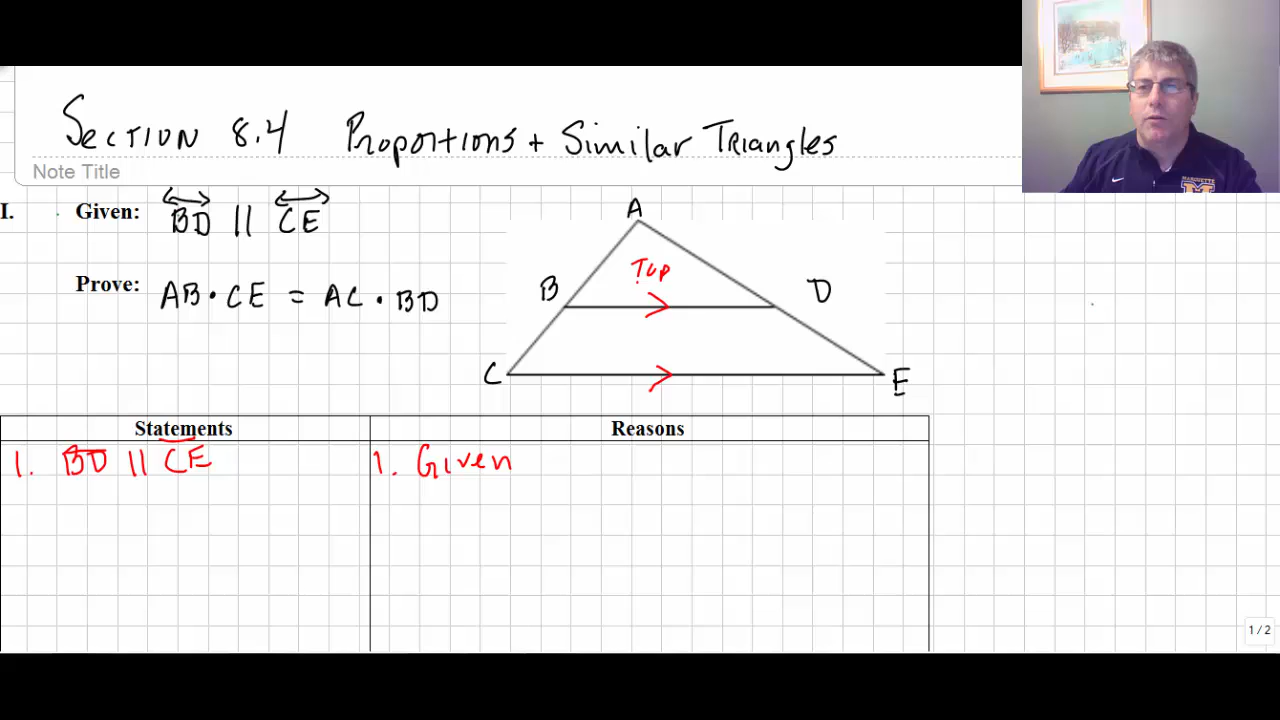 SECTION 8.4 Proportions + Similar Triangles
Note Title
I. Given: BD || CE
Prove: AB · CE = AC · BD
A
Top
B
D
C
E
Statements Reasons
1. BD || CE 1. Given
MARQUETTE
M
1 / 2